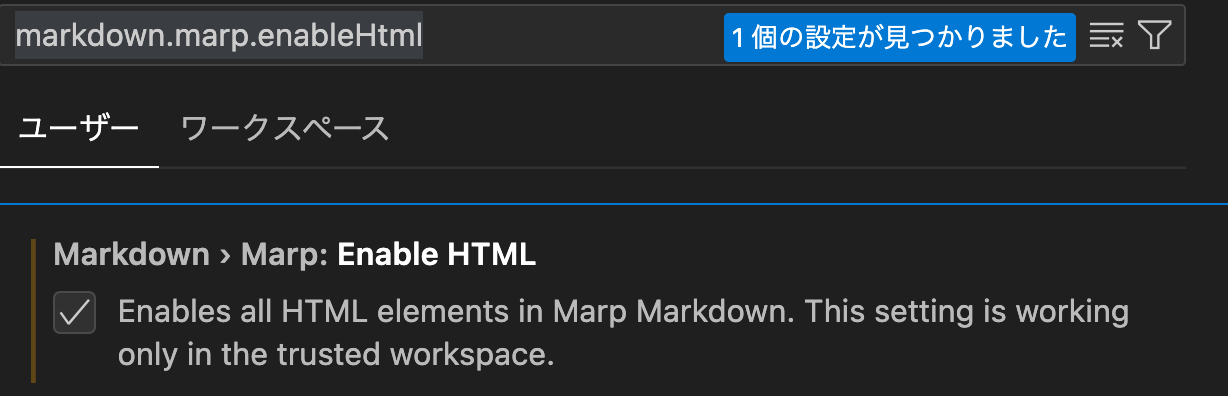 markdown.marp.enableHtml
1 個の設定が見つかりました
ユーザー ワークスペース
Markdown › Marp: Enable HTML
Enables all HTML elements in Marp Markdown. This setting is working
only in the trusted workspace.